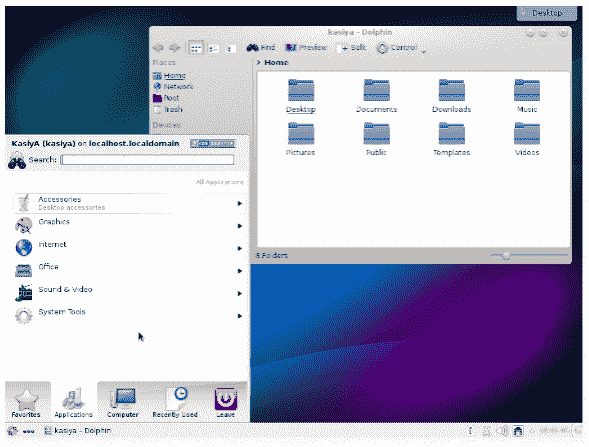 Desktop
kasiya – Dolphin
Find Preview Split Control
Places
Home
Network
Root
Trash
Devices
> Home
Desktop Documents Downloads Music
Pictures Public Templates Videos
8 Folders
KasiyA (kasiya) on localhost.localdomain
Search:
All Applications
Accessories
Desktop accessories
Graphics
Internet
Office
Sound & Video
System Tools
Favorites Applications Computer Recently Used Leave
kasiya – Dolphin